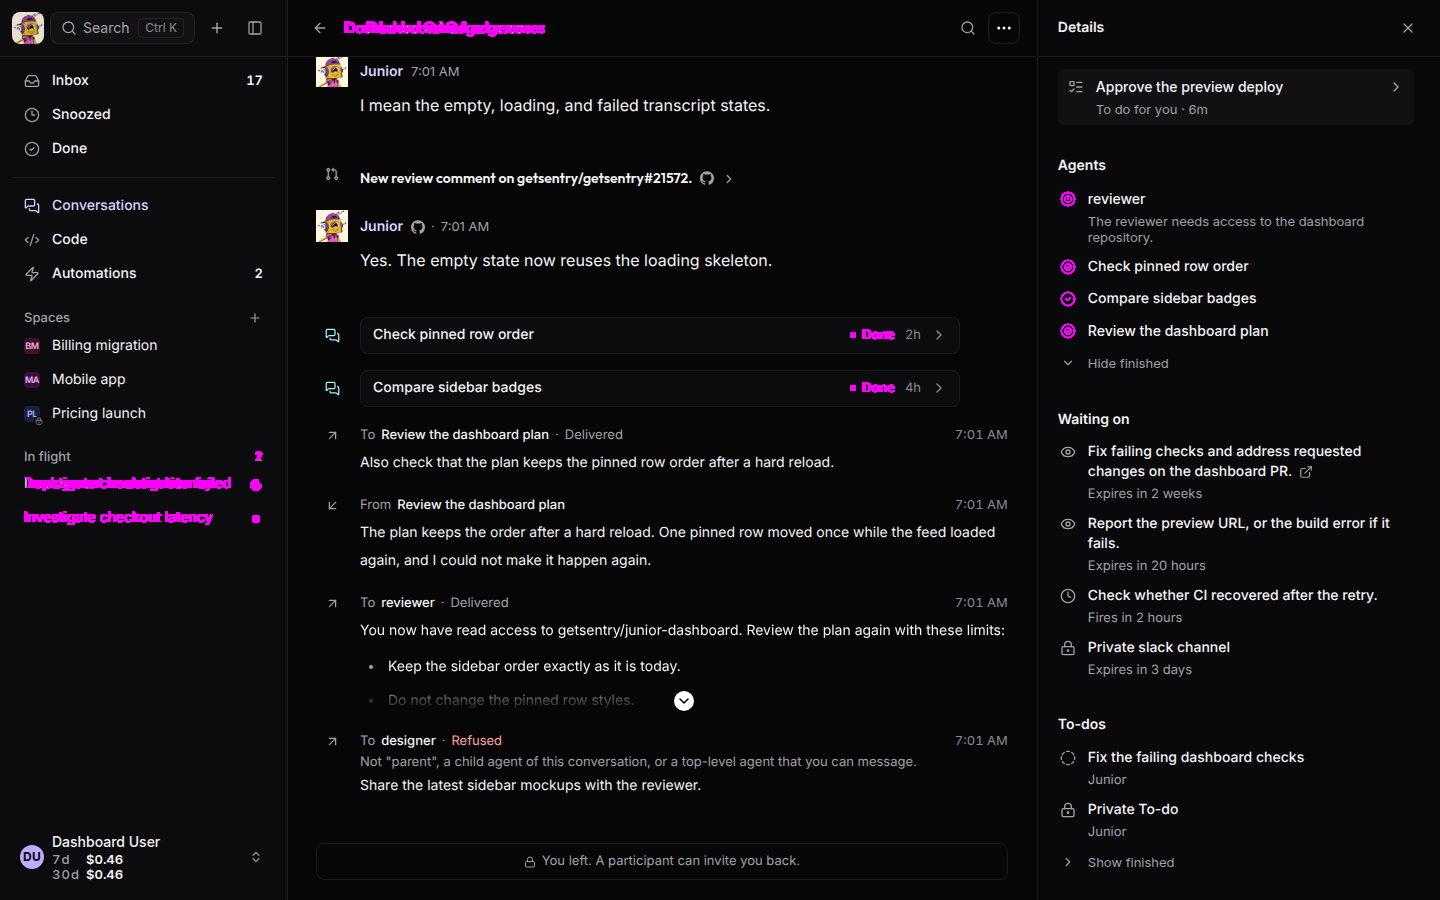 Search Ctrl K
Inbox 17
Snoozed
Done
Conversations
Code
Automations 2
Spaces
BM Billing migration
MA Mobile app
PL Pricing launch
In flight
Investigate checkout latency
Dashboard User
DU
7d $0.46
30d $0.46
Junior 7:01 AM
I mean the empty, loading, and failed transcript states.
New review comment on getsentry/getsentry#21572.
Junior · 7:01 AM
Yes. The empty state now reuses the loading skeleton.
Check pinned row order Done 2h
Compare sidebar badges Done 4h
To Review the dashboard plan · Delivered 7:01 AM
Also check that the plan keeps the pinned row order after a hard reload.
From Review the dashboard plan 7:01 AM
The plan keeps the order after a hard reload. One pinned row moved once while the feed loaded
again, and I could not make it happen again.
To reviewer · Delivered 7:01 AM
You now have read access to getsentry/junior-dashboard. Review the plan again with these limits:
• Keep the sidebar order exactly as it is today.
• Do not change the pinned row styles.
To designer · Refused 7:01 AM
Not "parent", a child agent of this conversation, or a top-level agent that you can message.
Share the latest sidebar mockups with the reviewer.
You left. A participant can invite you back.
Details
Approve the preview deploy
To do for you · 6m
Agents
reviewer
The reviewer needs access to the dashboard
repository.
Check pinned row order
Compare sidebar badges
Review the dashboard plan
Hide finished
Waiting on
Fix failing checks and address requested
changes on the dashboard PR.
Expires in 2 weeks
Report the preview URL, or the build error if it
fails.
Expires in 20 hours
Check whether CI recovered after the retry.
Fires in 2 hours
Private slack channel
Expires in 3 days
To-dos
Fix the failing dashboard checks
Junior
Private To-do
Junior
Show finished